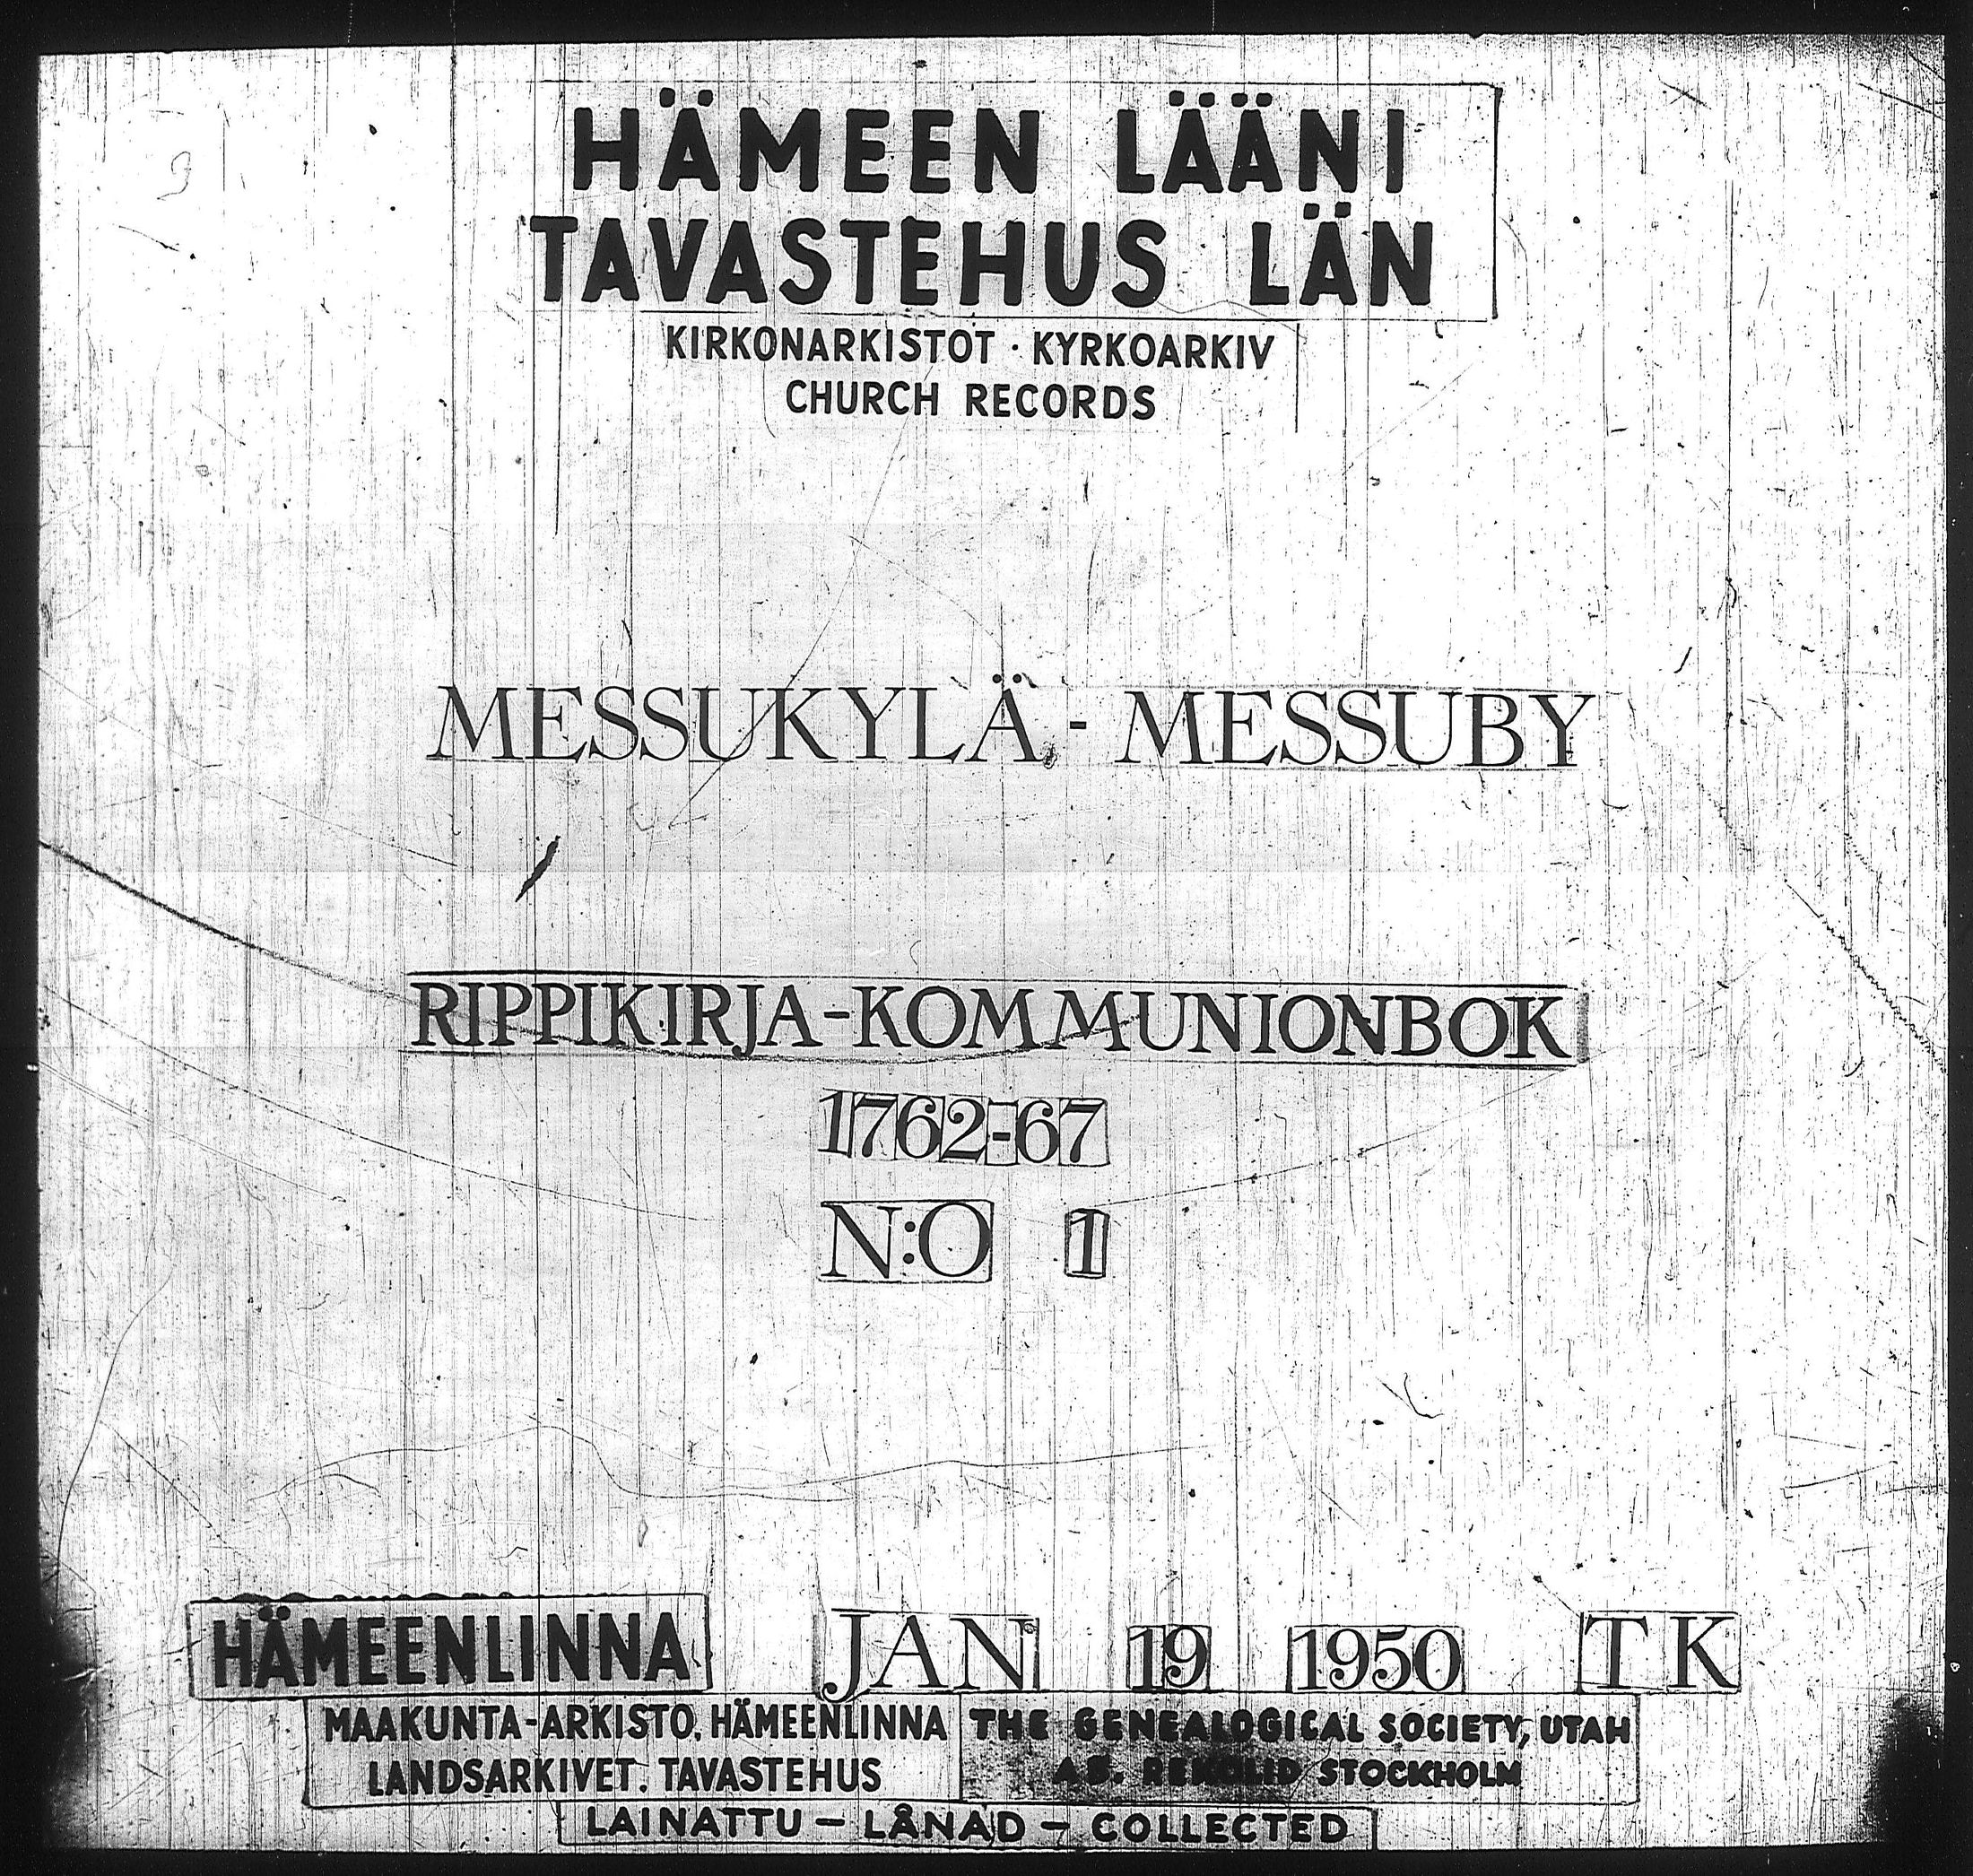 HÄMEEN LÄÄNI
TAVASTEHUS LÄN
KIRKONARKISTOT · KYRKOARKIV
CHURCH RECORDS
MESSUKYLÄ - MESSUBY
RIPPIKIRJA - KOMMUNIONBOK
1762-67
N:O 1
HÄMEENLINNA JAN 19 1950 TK
MAAKUNTA-ARKISTO, HÄMEENLINNA
LANDSARKIVET. TAVASTEHUS
THE GENEALOGICAL SOCIETY, UTAH
AB. REKOLID STOCKHOLM
LAINATTU - LÅNAD - COLLECTED